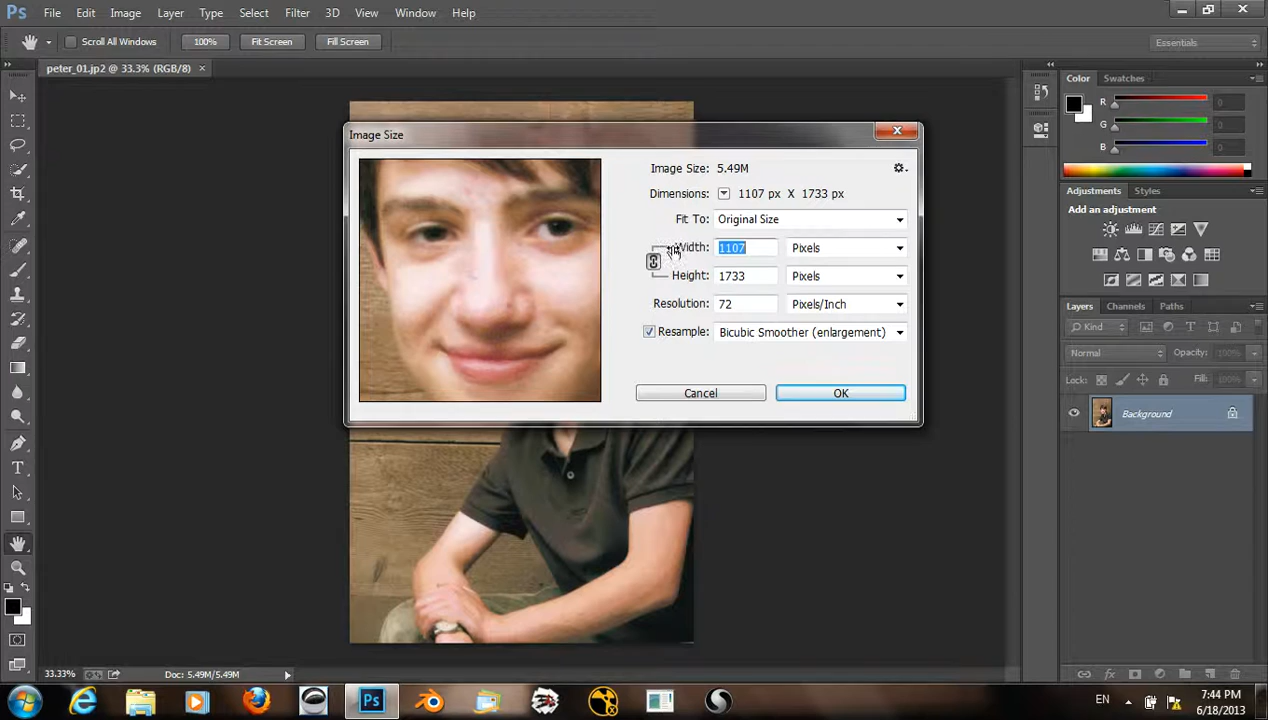 Ps File Edit Image Layer Type Select Filter 3D View Window Help
Scroll All Windows 100% Fit Screen Fill Screen Essentials
peter_01.jp2 @ 33.3% (RGB/8) ×
Color Swatches
R 0
G 0
B 0
Image Size
Image Size: 5.49M
Dimensions: 1107 px X 1733 px
Fit To: Original Size
Width: 1107 Pixels
Height: 1733 Pixels
Resolution: 72 Pixels/Inch
Resample: Bicubic Smoother (enlargement)
Cancel OK
Adjustments Styles
Add an adjustment
Layers Channels Paths
Kind
Normal Opacity: 100%
Lock: Fill: 100%
Background
33.33% Doc: 5.49M/5.49M
Ps EN 7:44 PM
6/18/2013